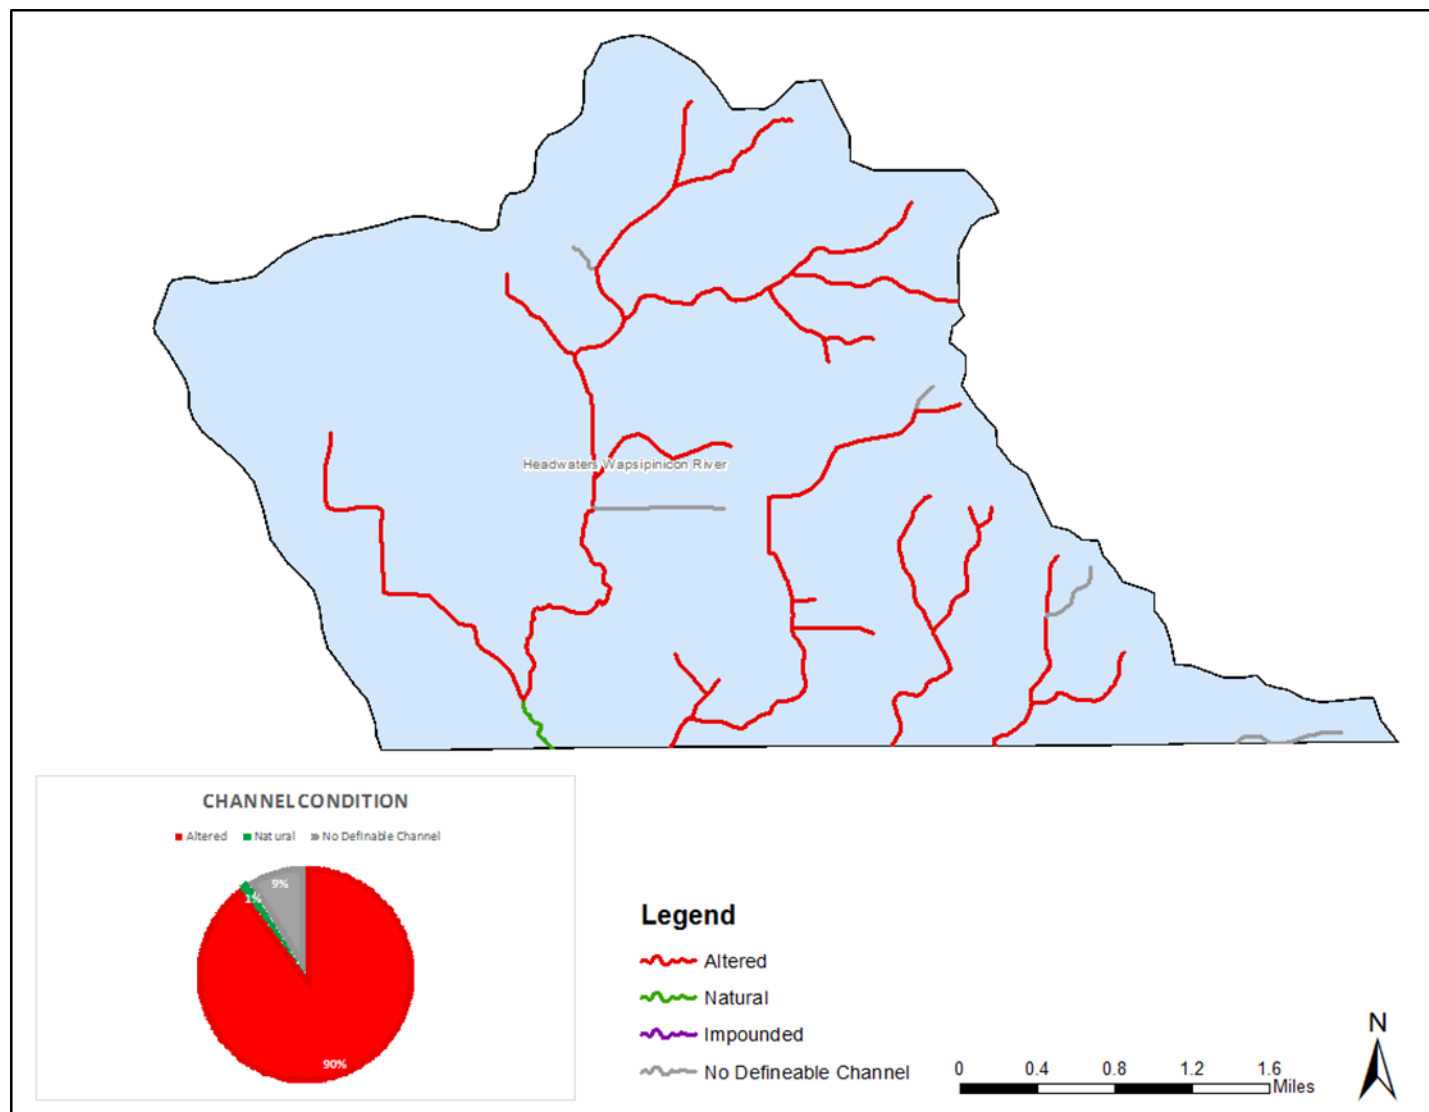 Headwaters Wapsipinicon River
CHANNEL CONDITION
Altered Natural No Definable Channel
9%
1%
90%
Legend
Altered
Natural
Impounded
No Defineable Channel
N
0 0.4 0.8 1.2 1.6
Miles